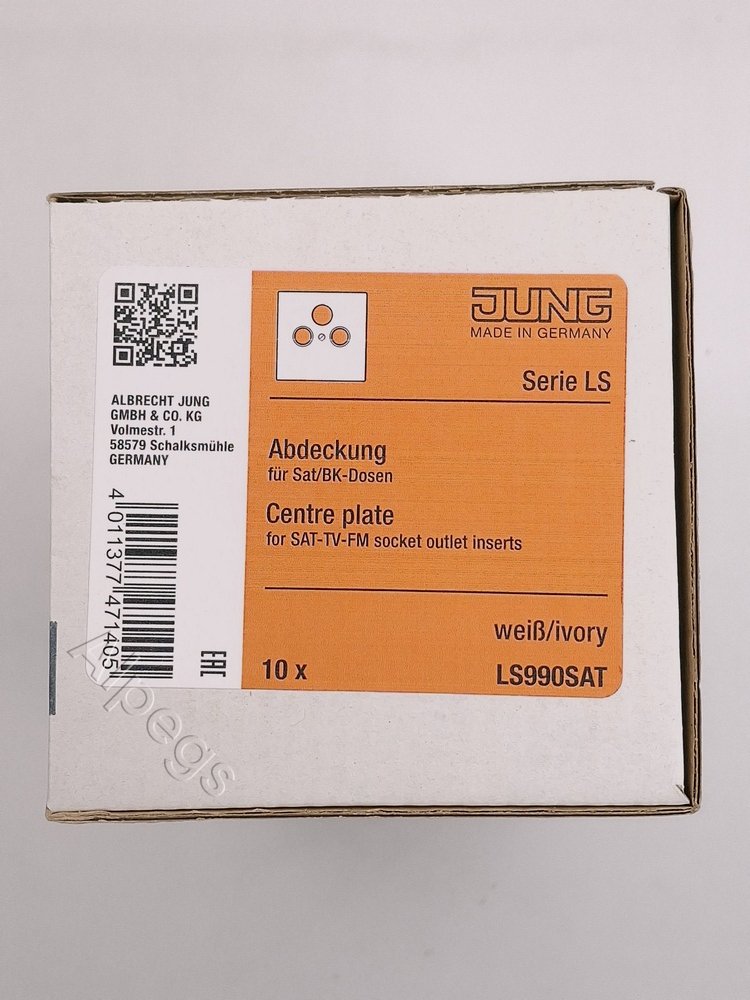 JUNG
MADE IN GERMANY
Serie LS
ALBRECHT JUNG
GMBH & CO. KG
Volmestr. 1
58579 Schalksmühle
GERMANY
Abdeckung
für Sat/BK-Dosen
Centre plate
for SAT-TV-FM socket outlet inserts
4 011377 471405
EAC
weiß/ivory
10 x
LS990SAT
Alpegs